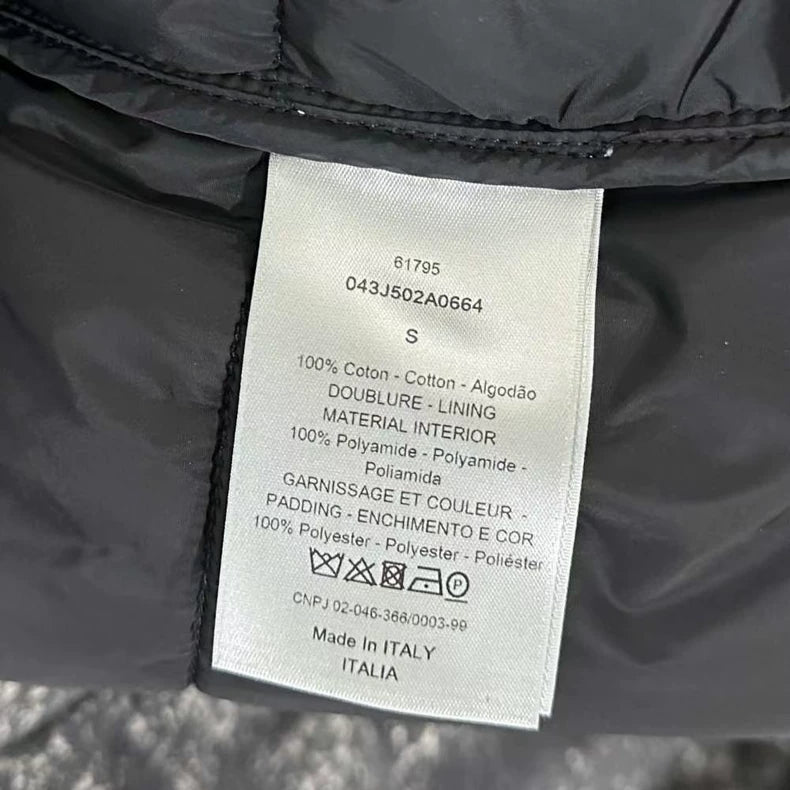 61795
043J502A0664
S
100% Coton - Cotton - Algodão
DOUBLURE - LINING
MATERIAL INTERIOR
100% Polyamide - Polyamide -
Poliamida
GARNISSAGE ET COULEUR -
PADDING - ENCHIMENTO E COR
100% Polyester - Polyester - Poliéster
P
CNPJ 02-046-366/0003-99
Made In ITALY
ITALIA